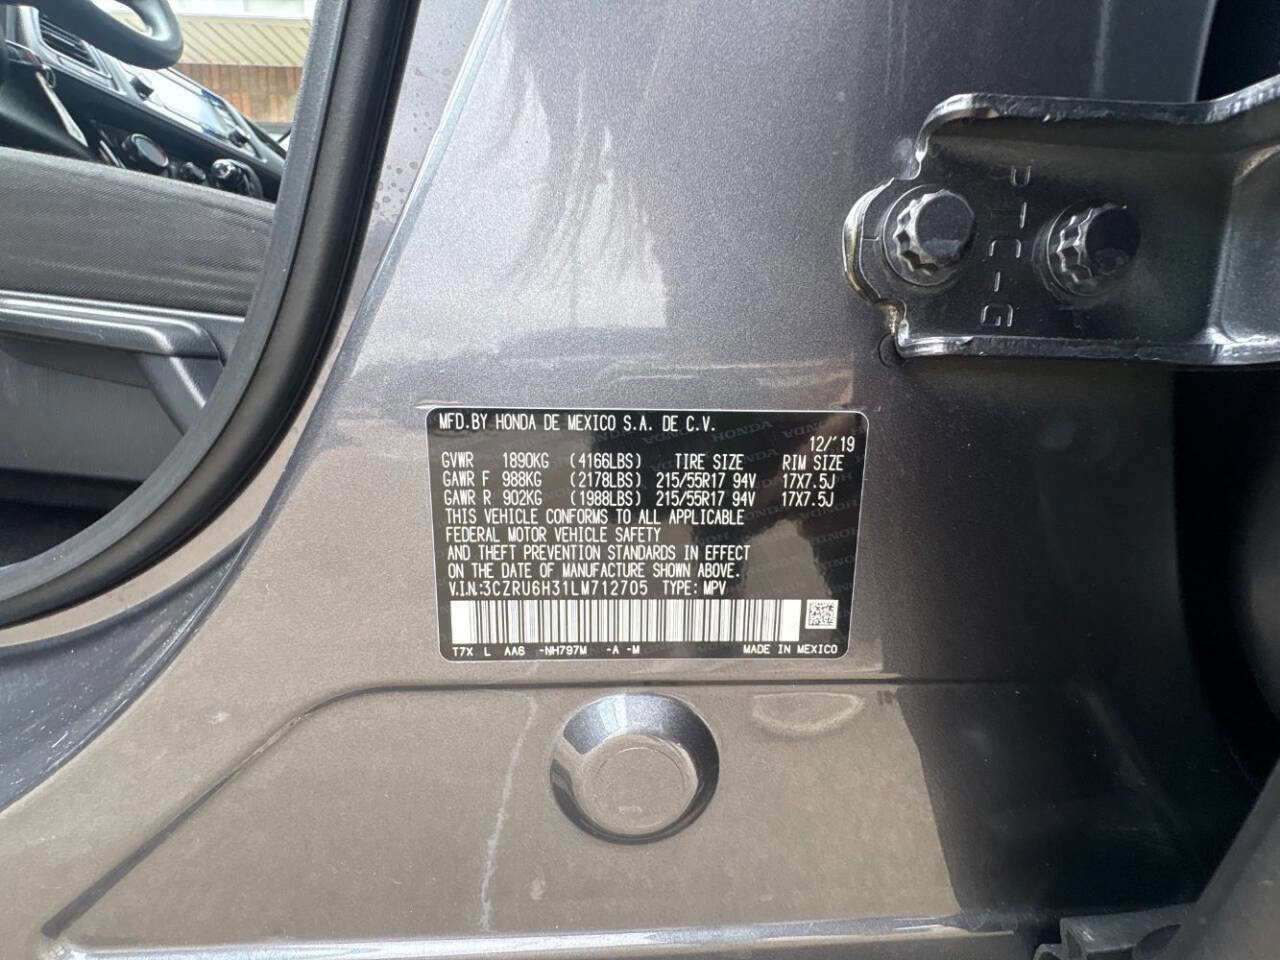 MFD.BY HONDA DE MEXICO S.A. DE C.V.
12/'19
GVWR 1890KG (4166LBS) TIRE SIZE RIM SIZE
GAWR F 988KG (2178LBS) 215/55R17 94V 17X7.5J
GAWR R 902KG (1988LBS) 215/55R17 94V 17X7.5J
THIS VEHICLE CONFORMS TO ALL APPLICABLE
FEDERAL MOTOR VEHICLE SAFETY
AND THEFT PREVENTION STANDARDS IN EFFECT
ON THE DATE OF MANUFACTURE SHOWN ABOVE.
V.I.N:3CZRU6H31LM712705 TYPE: MPV
T7X L AA6 -NH797M -A -M MADE IN MEXICO
PTC-G